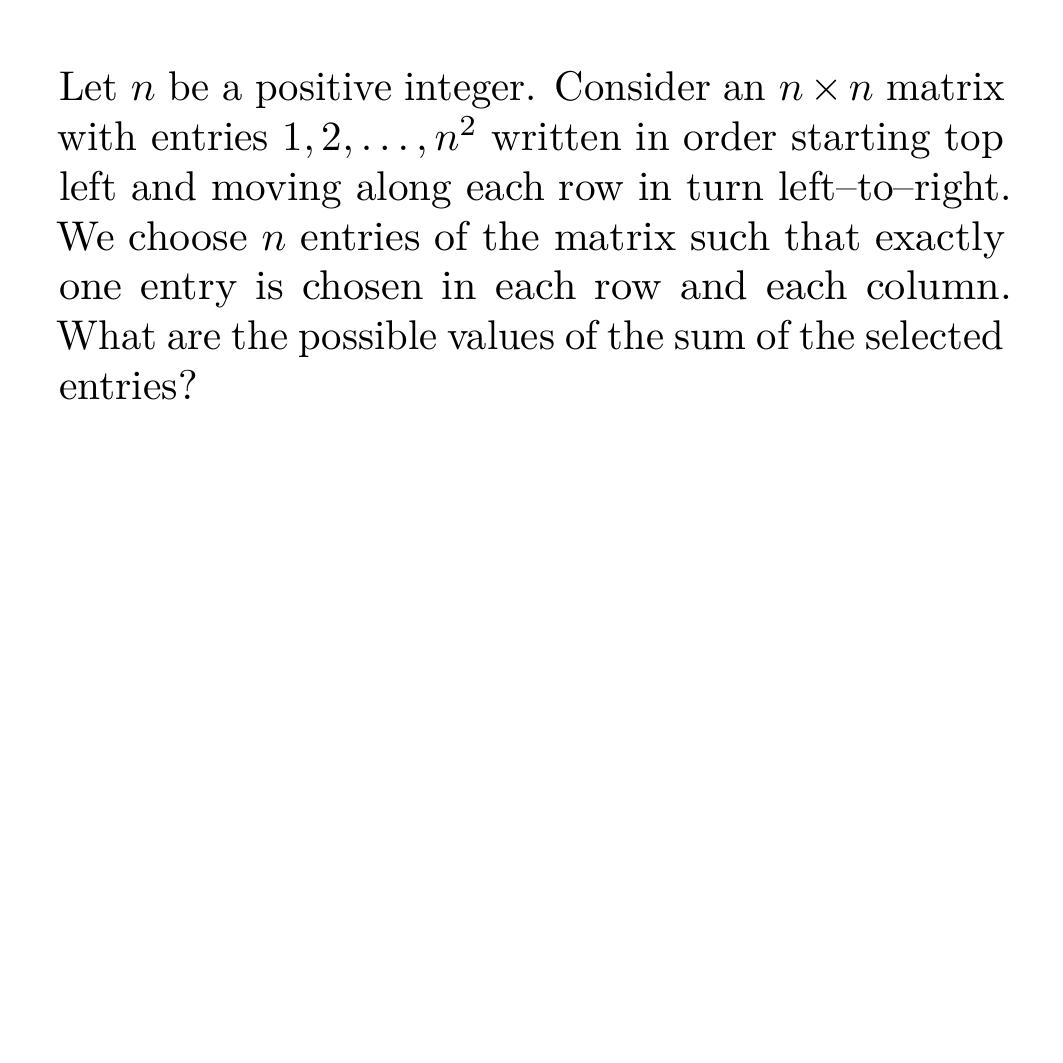 Let n be a positive integer. Consider an n × n matrix
with entries 1, 2, . . . , n² written in order starting top
left and moving along each row in turn left–to–right.
We choose n entries of the matrix such that exactly
one entry is chosen in each row and each column.
What are the possible values of the sum of the selected
entries?